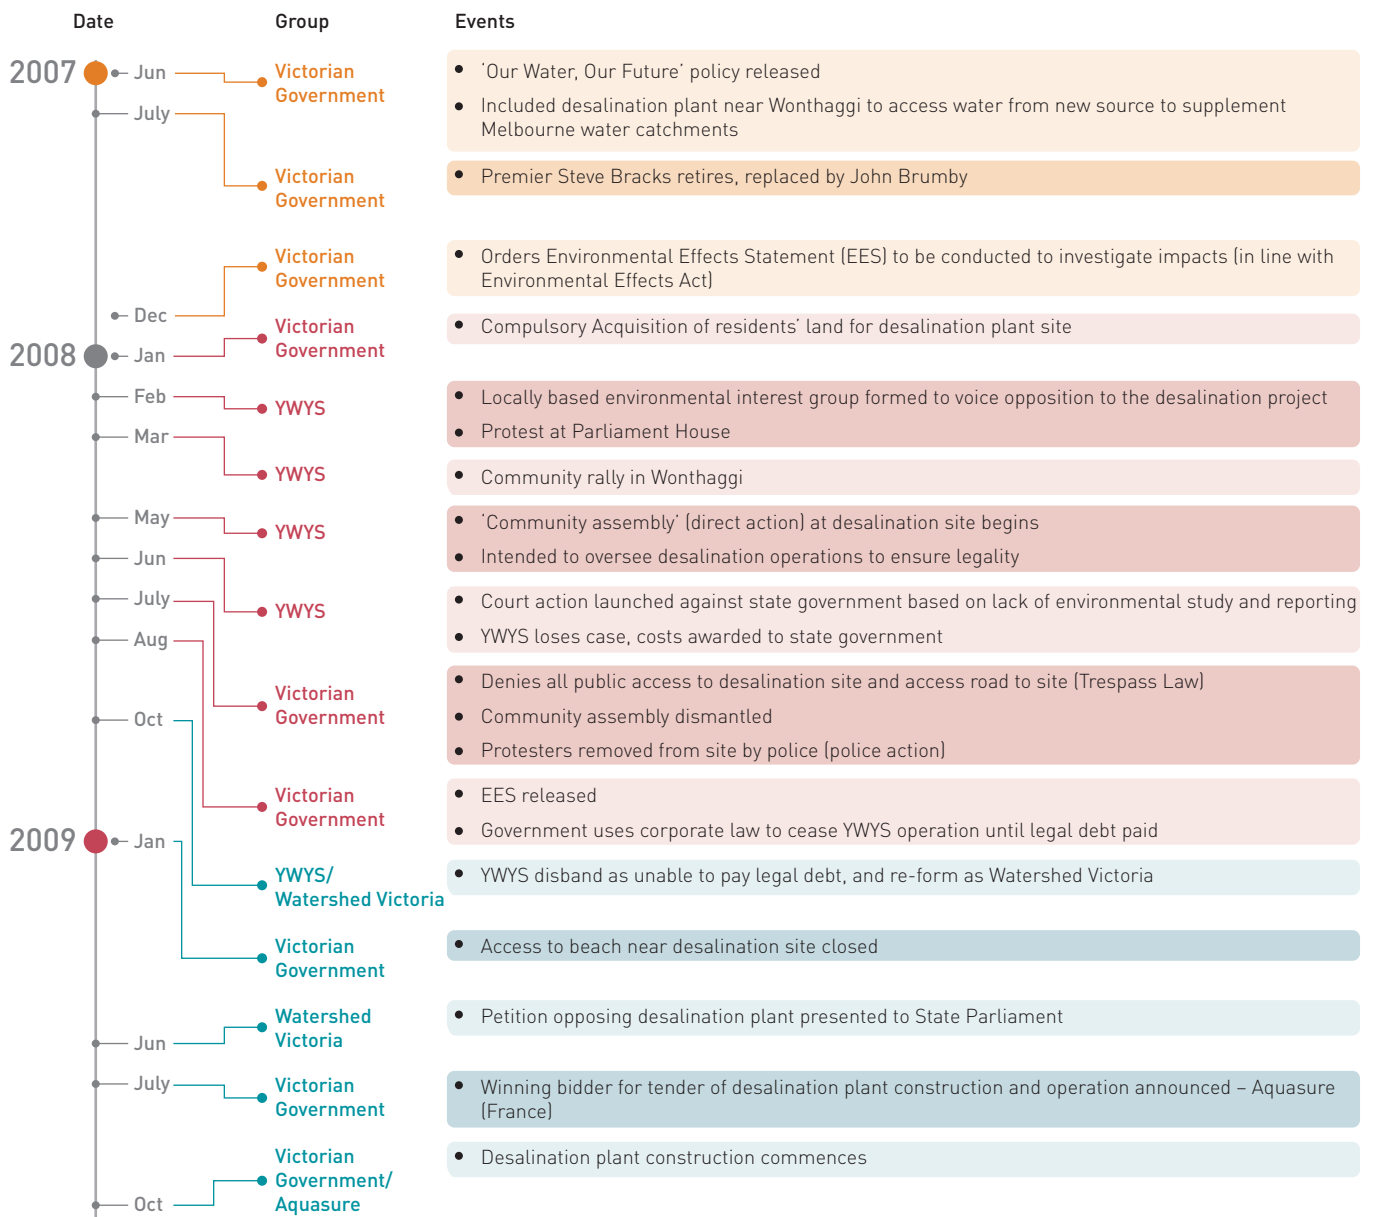 Date Group Events
2007 Jun Victorian Government
• ‘Our Water, Our Future’ policy released
• Included desalination plant near Wonthaggi to access water from new source to supplement
Melbourne water catchments
July Victorian Government
• Premier Steve Bracks retires, replaced by John Brumby
Dec Victorian Government
• Orders Environmental Effects Statement (EES) to be conducted to investigate impacts (in line with
Environmental Effects Act)
2008 Jan Victorian Government
• Compulsory Acquisition of residents’ land for desalination plant site
Feb YWYS
• Locally based environmental interest group formed to voice opposition to the desalination project
• Protest at Parliament House
Mar YWYS
• Community rally in Wonthaggi
May YWYS
• ‘Community assembly’ (direct action) at desalination site begins
• Intended to oversee desalination operations to ensure legality
Jun YWYS
• Court action launched against state government based on lack of environmental study and reporting
• YWYS loses case, costs awarded to state government
July Victorian Government
• Denies all public access to desalination site and access road to site (Trespass Law)
• Community assembly dismantled
• Protesters removed from site by police (police action)
Aug Victorian Government
• EES released
• Government uses corporate law to cease YWYS operation until legal debt paid
Oct YWYS/ Watershed Victoria
• YWYS disband as unable to pay legal debt, and re-form as Watershed Victoria
2009 Jan Victorian Government
• Access to beach near desalination site closed
Jun Watershed Victoria
• Petition opposing desalination plant presented to State Parliament
July Victorian Government
• Winning bidder for tender of desalination plant construction and operation announced – Aquasure
(France)
Oct Victorian Government/ Aquasure
• Desalination plant construction commences